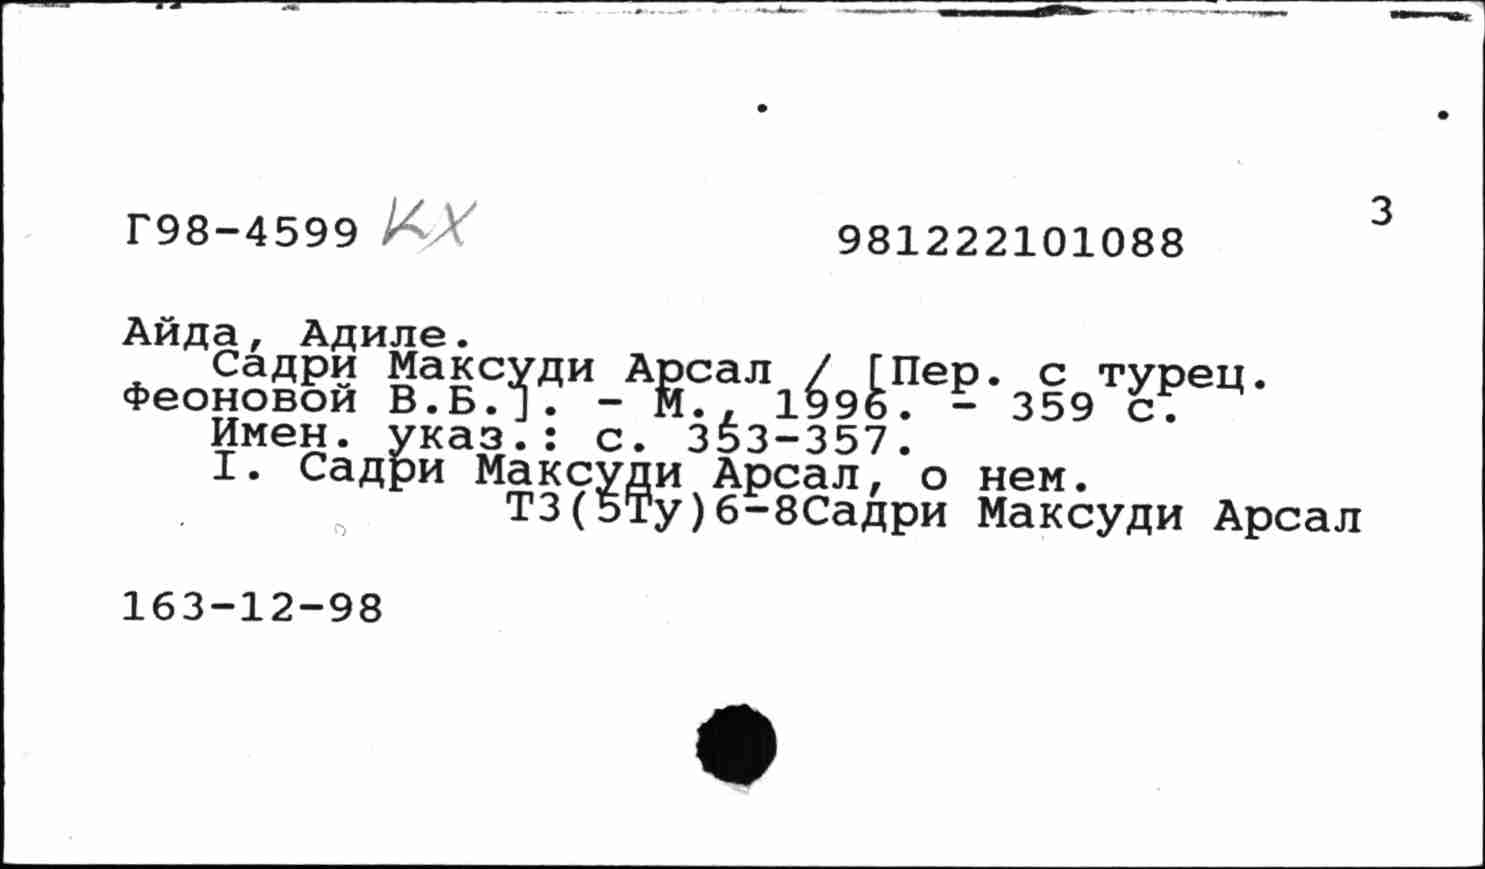 3
Г98-4599 КХ 981222101088
Айда, Адиле.
Садри Максуди Арсал / [Пер. с турец.
Феоновой В.Б.]. - М., 1996. - 359 с.
Имен. указ.: с. 353-357.
I. Садри Максуди Арсал, о нем.
Т3(5Ту)6-8Садри Максуди Арсал
163-12-98